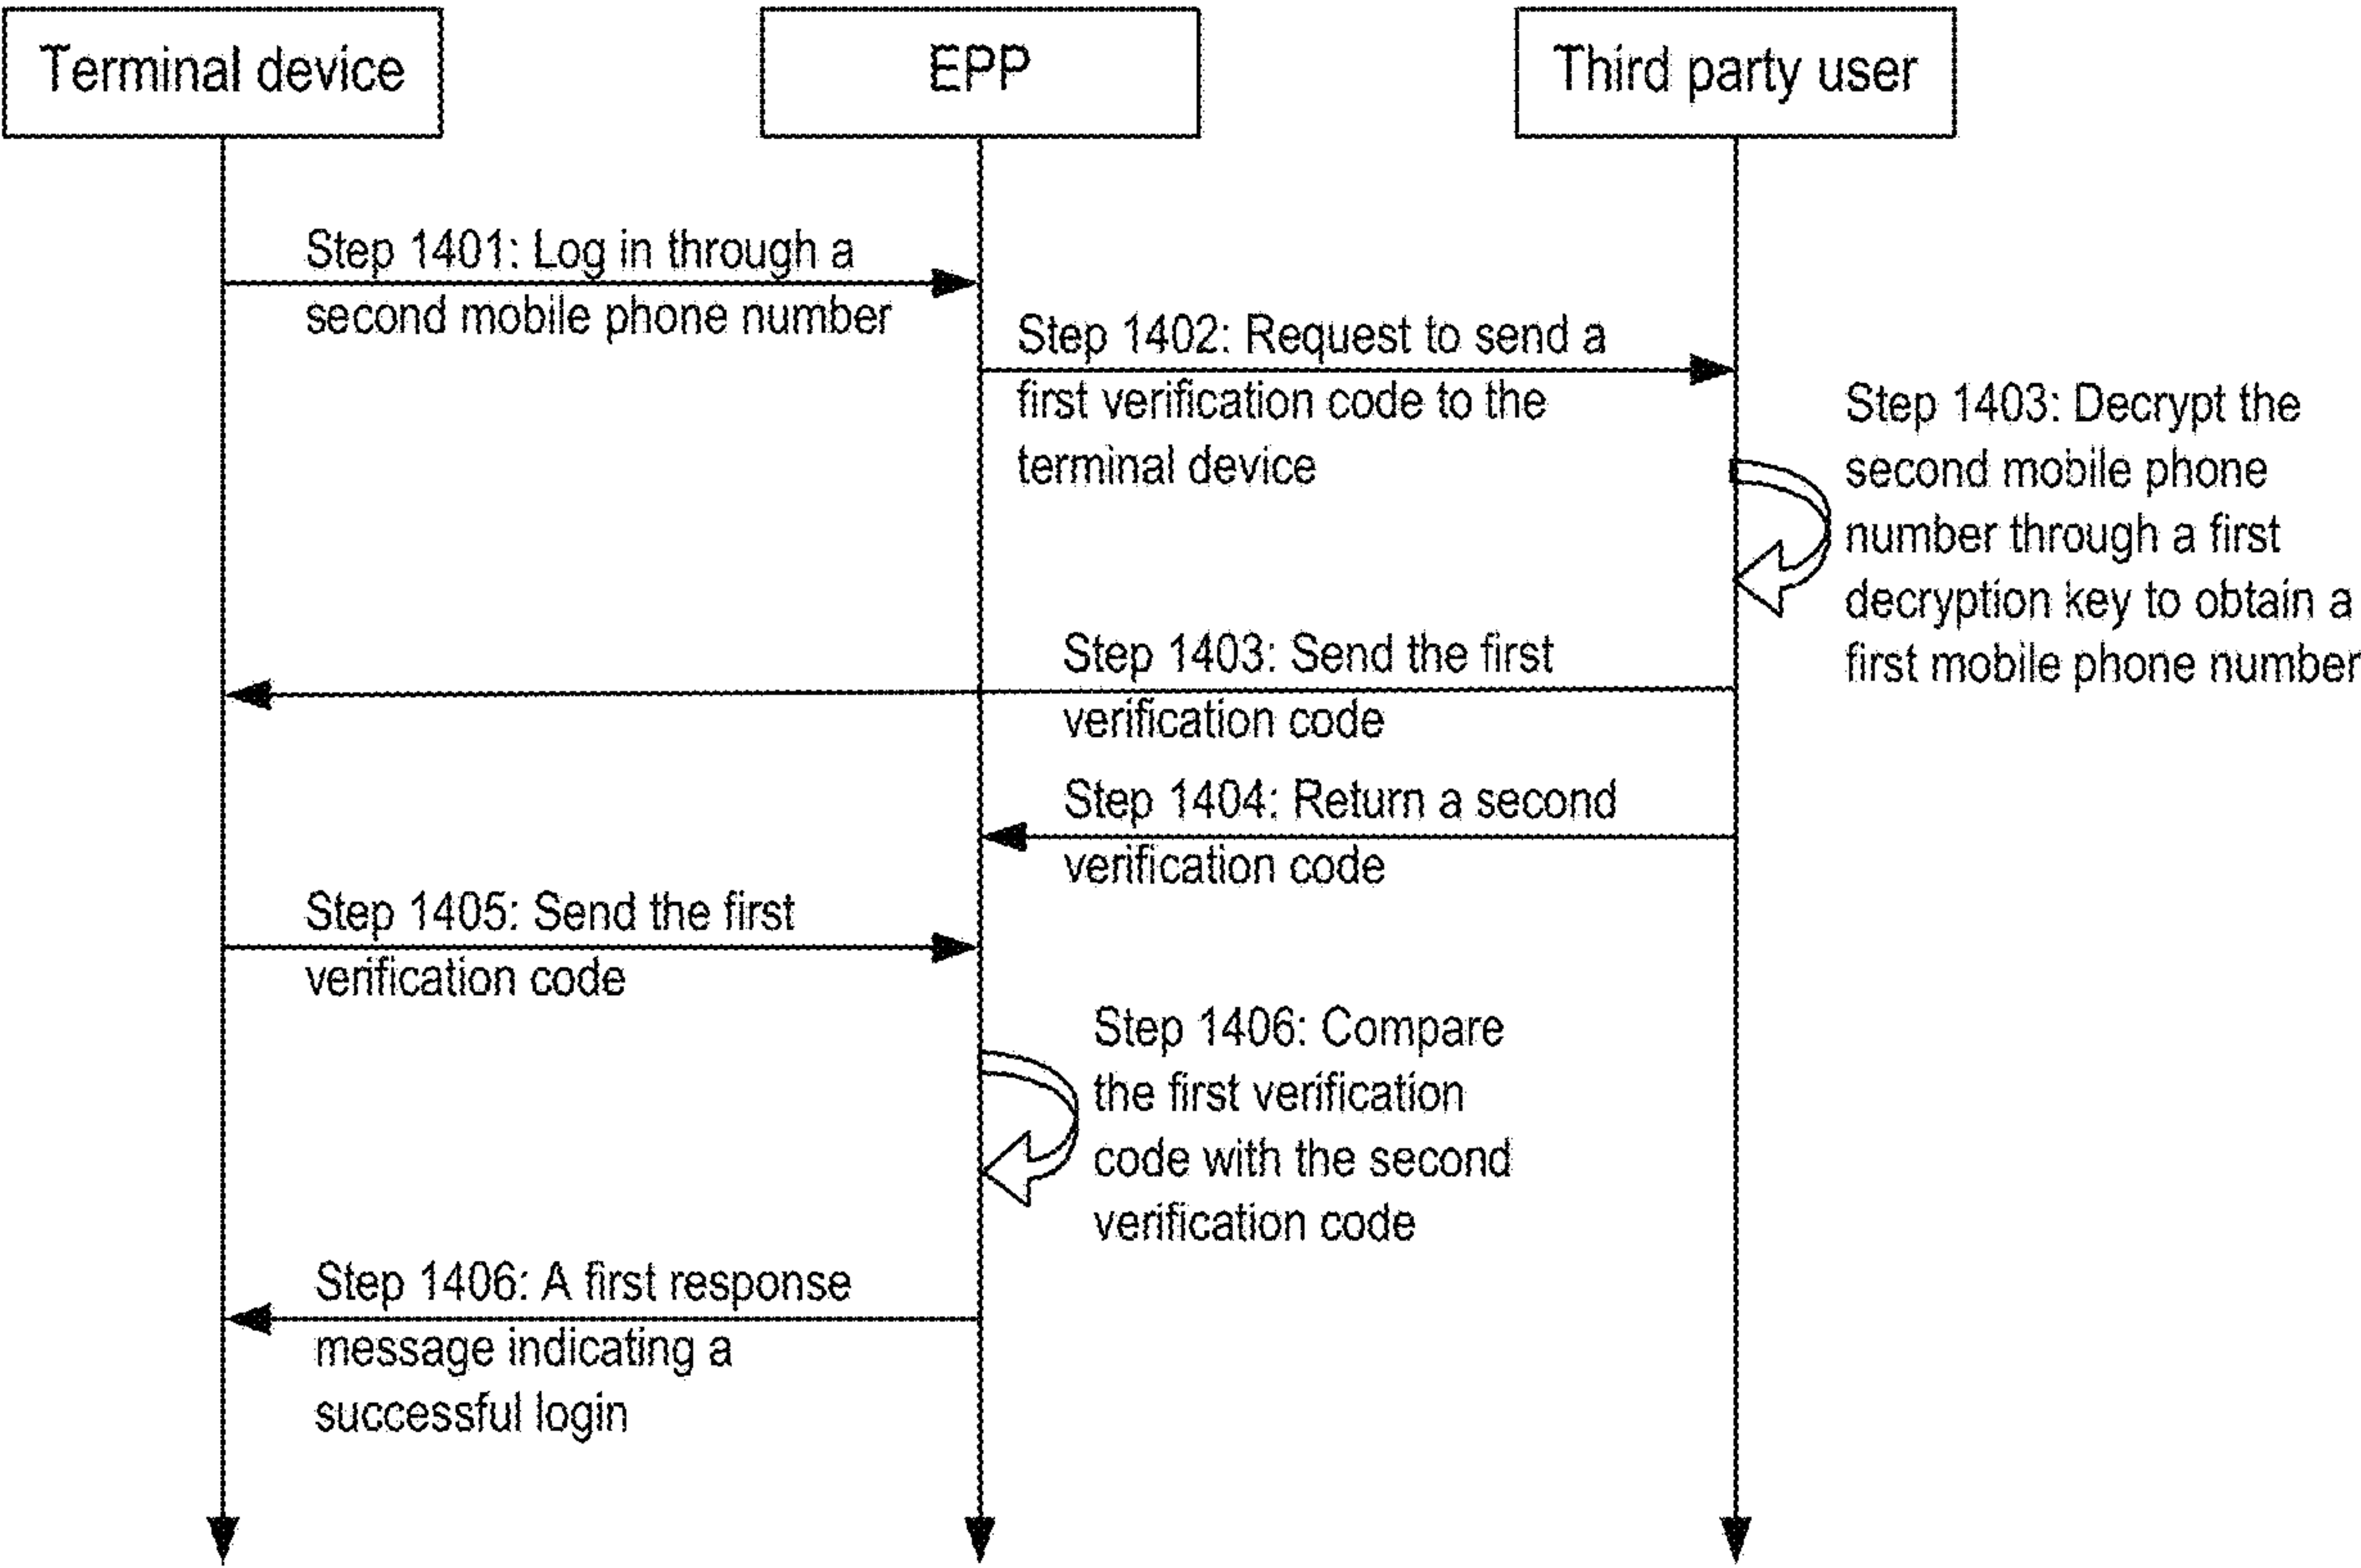 Terminal device
EPP
Third party user
Step 1401: Log in through a
second mobile phone number
Step 1402: Request to send a
first verification code to the
terminal device
Step 1403: Decrypt the
second mobile phone
number through a first
decryption key to obtain a
first mobile phone number
Step 1403: Send the first
verification code
Step 1404: Return a second
verification code
Step 1405: Send the first
verification code
Step 1406: Compare
the first verification
code with the second
verification code
Step 1406: A first response
message indicating a
successful login